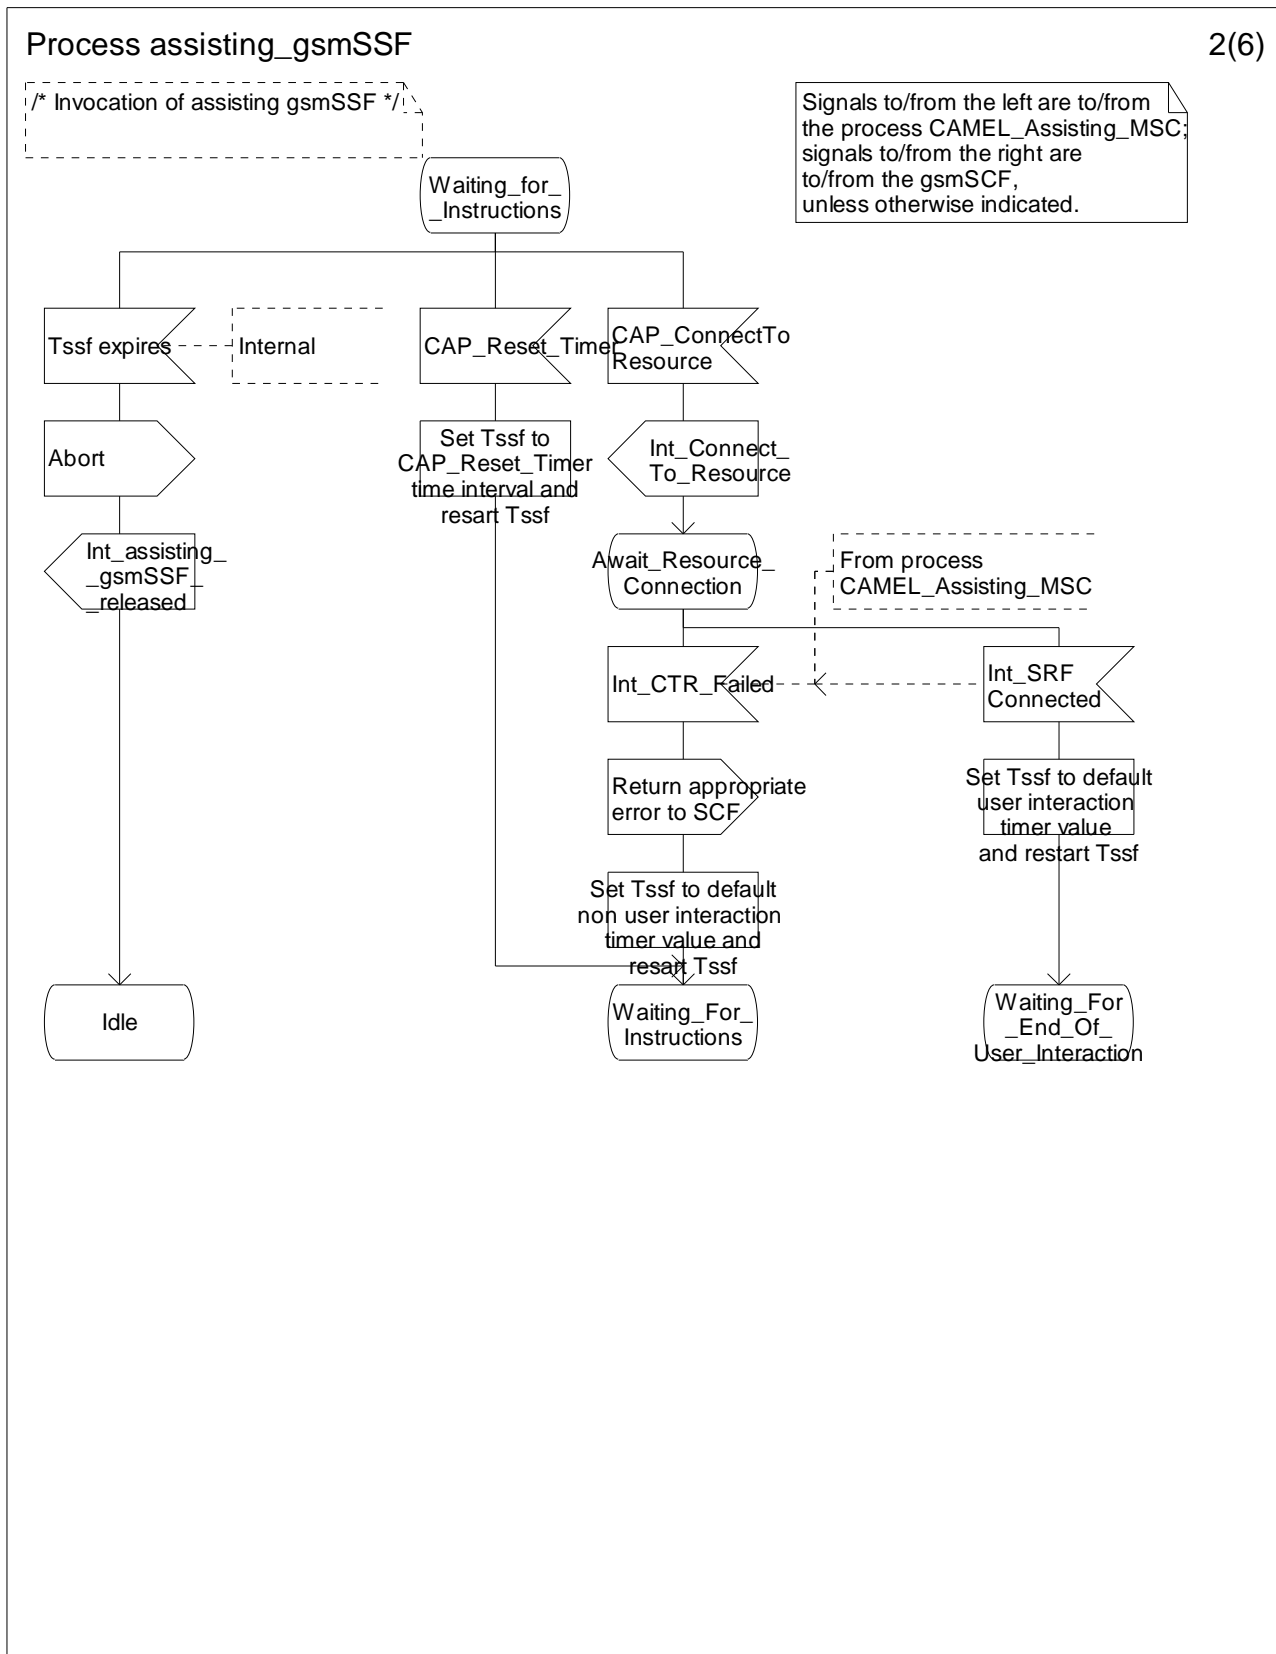 Process assisting_gsmSSF
2(6)
/* Invocation of assisting gsmSSF */
Signals to/from the left are to/from
the process CAMEL_Assisting_MSC;
signals to/from the right are
to/from the gsmSCF,
unless otherwise indicated.
Waiting_for_
_Instructions
Tssf expires
Internal
CAP_Reset_Timer
CAP_ConnectTo
Resource
Abort
Set Tssf to
CAP_Reset_Timer
time interval and
resart Tssf
Int_Connect_
To_Resource
Int_assisting_
_gsmSSF_
_released
Await_Resource_
Connection
From process
CAMEL_Assisting_MSC
Int_CTR_Failed
Int_SRF
Connected
Return appropriate
error to SCF
Set Tssf to default
user interaction
timer value
and restart Tssf
Set Tssf to default
non user interaction
timer value and
resart Tssf
Idle
Waiting_For_
Instructions
Waiting_For
_End_Of_
User_Interaction